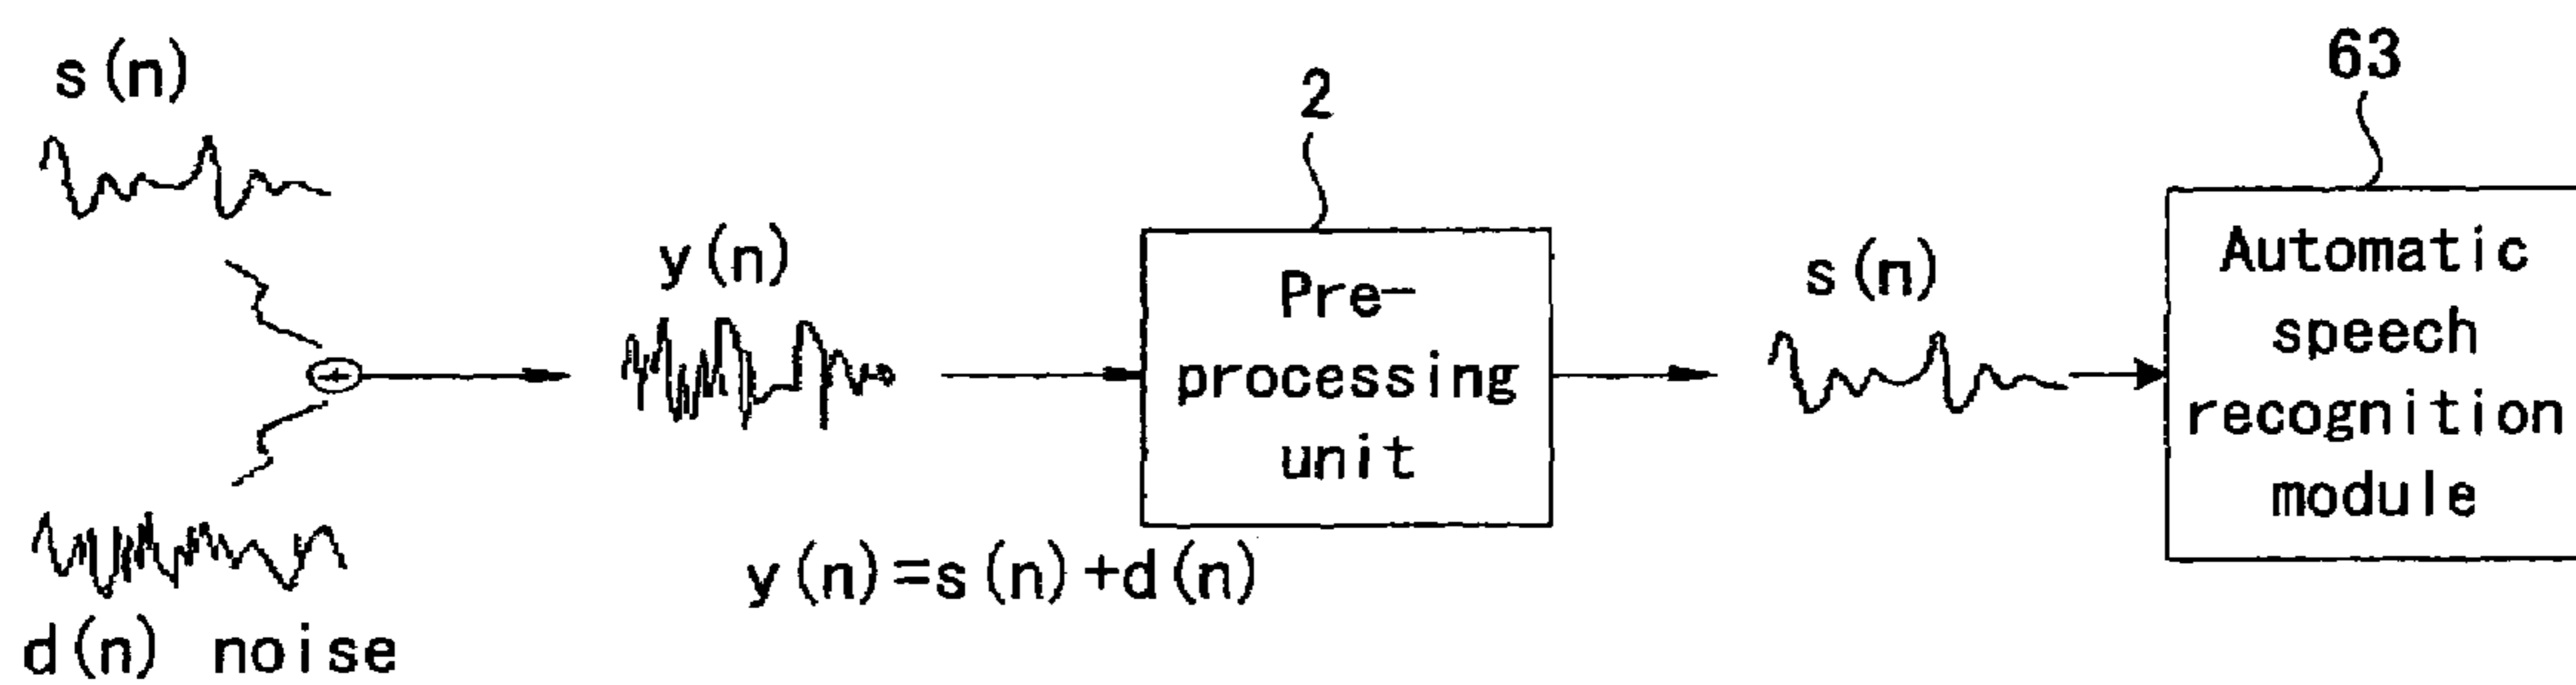 s(n)
d(n) noise
y(n)
y(n)=s(n)+d(n)
2
Pre-
processing
unit
s(n)
63
Automatic
speech
recognition
module